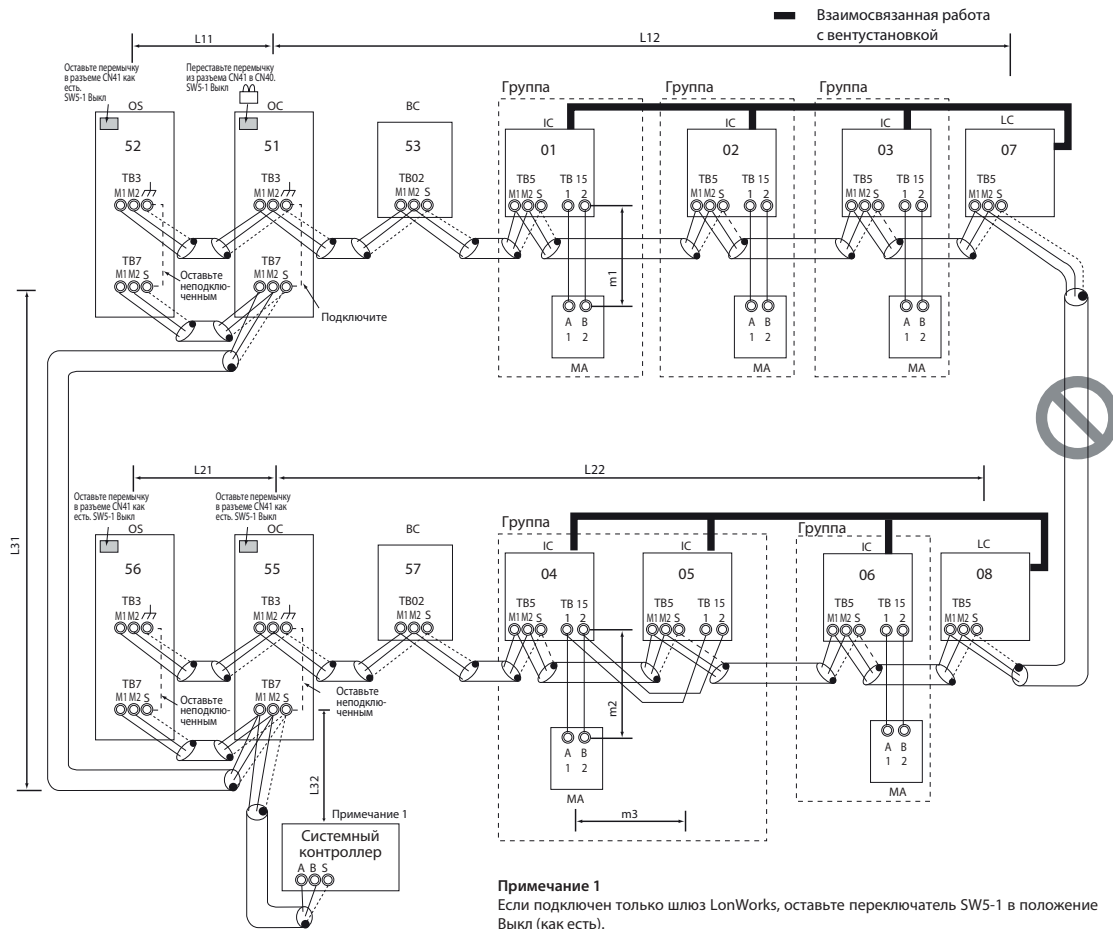 Взаимосвязанная работа
с вентустановкой
L11
L12
Оставьте перемычку
в разъеме CN41 как
есть.
SW5-1 Выкл
Переставьте перемычку
из разъема CN41 в CN40.
SW5-1 Выкл
Группа
Группа
Группа
OS
OC
BC
IC
IC
IC
LC
52
51
53
01
02
03
07
TB3
TB3
TB02
TB5
TB 15
TB5
TB 15
TB5
TB 15
TB5
M1 M2
M1 M2
M1 M2 S
M1 M2 S
1 2
M1 M2 S
1 2
M1 M2 S
1 2
M1 M2 S
TB7
M1 M2 S
Оставьте
неподклю-
ченным
TB7
M1 M2 S
Подключите
m1
A B
1 2
MA
A B
1 2
MA
A B
1 2
MA
L31
L21
L22
Оставьте перемычку
в разъеме CN41 как
есть. SW5-1 Выкл
Оставьте перемычку
в разъеме CN41 как
есть. SW5-1 Выкл
Группа
Группа
OS
OC
BC
IC
IC
IC
LC
56
55
57
04
05
06
08
TB3
TB3
TB02
TB5
TB 15
TB5
TB 15
TB5
TB 15
TB5
M1 M2
M1 M2
M1 M2 S
M1 M2 S
1 2
M1 M2 S
1 2
M1 M2 S
1 2
M1 M2 S
TB7
M1 M2 S
Оставьте
неподклю-
ченным
TB7
M1 M2 S
Оставьте
неподклю-
ченным
m2
A B
1 2
MA
A B
1 2
MA
m3
L32
Примечание 1
Системный
контроллер
A B S
Примечание 1
Если подключен только шлюз LonWorks, оставьте переключатель SW5-1 в положение
Выкл (как есть).